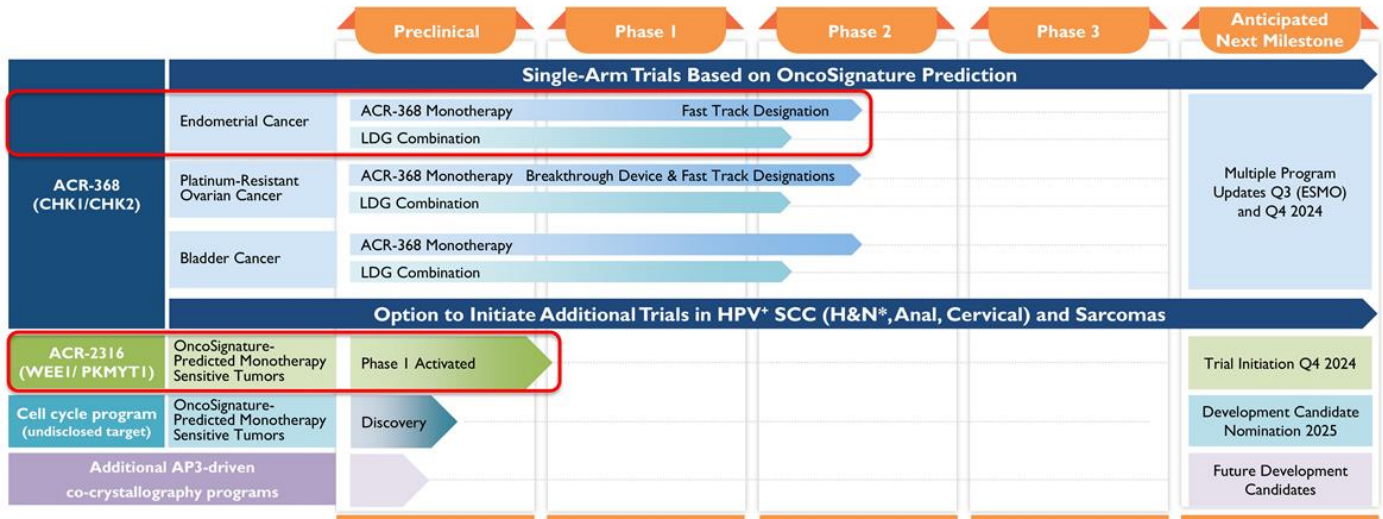 Preclinical
Phase 1
Phase 2
Phase 3
Anticipated
Next Milestone
Single-Arm Trials Based on OncoSignature Prediction
ACR-368
(CHK1/CHK2)
Endometrial Cancer
ACR-368 Monotherapy
Fast Track Designation
LDG Combination
Platinum-Resistant
Ovarian Cancer
ACR-368 Monotherapy
Breakthrough Device & Fast Track Designations
LDG Combination
Bladder Cancer
ACR-368 Monotherapy
LDG Combination
Multiple Program
Updates Q3 (ESMO)
and Q4 2024
Option to Initiate Additional Trials in HPV⁺ SCC (H&N*, Anal, Cervical) and Sarcomas
ACR-2316
(WEE1/ PKMYT1)
OncoSignature-
Predicted Monotherapy
Sensitive Tumors
Phase 1 Activated
Trial Initiation Q4 2024
Cell cycle program
(undisclosed target)
OncoSignature-
Predicted Monotherapy
Sensitive Tumors
Discovery
Development Candidate
Nomination 2025
Additional AP3-driven
co-crystallography programs
Future Development
Candidates